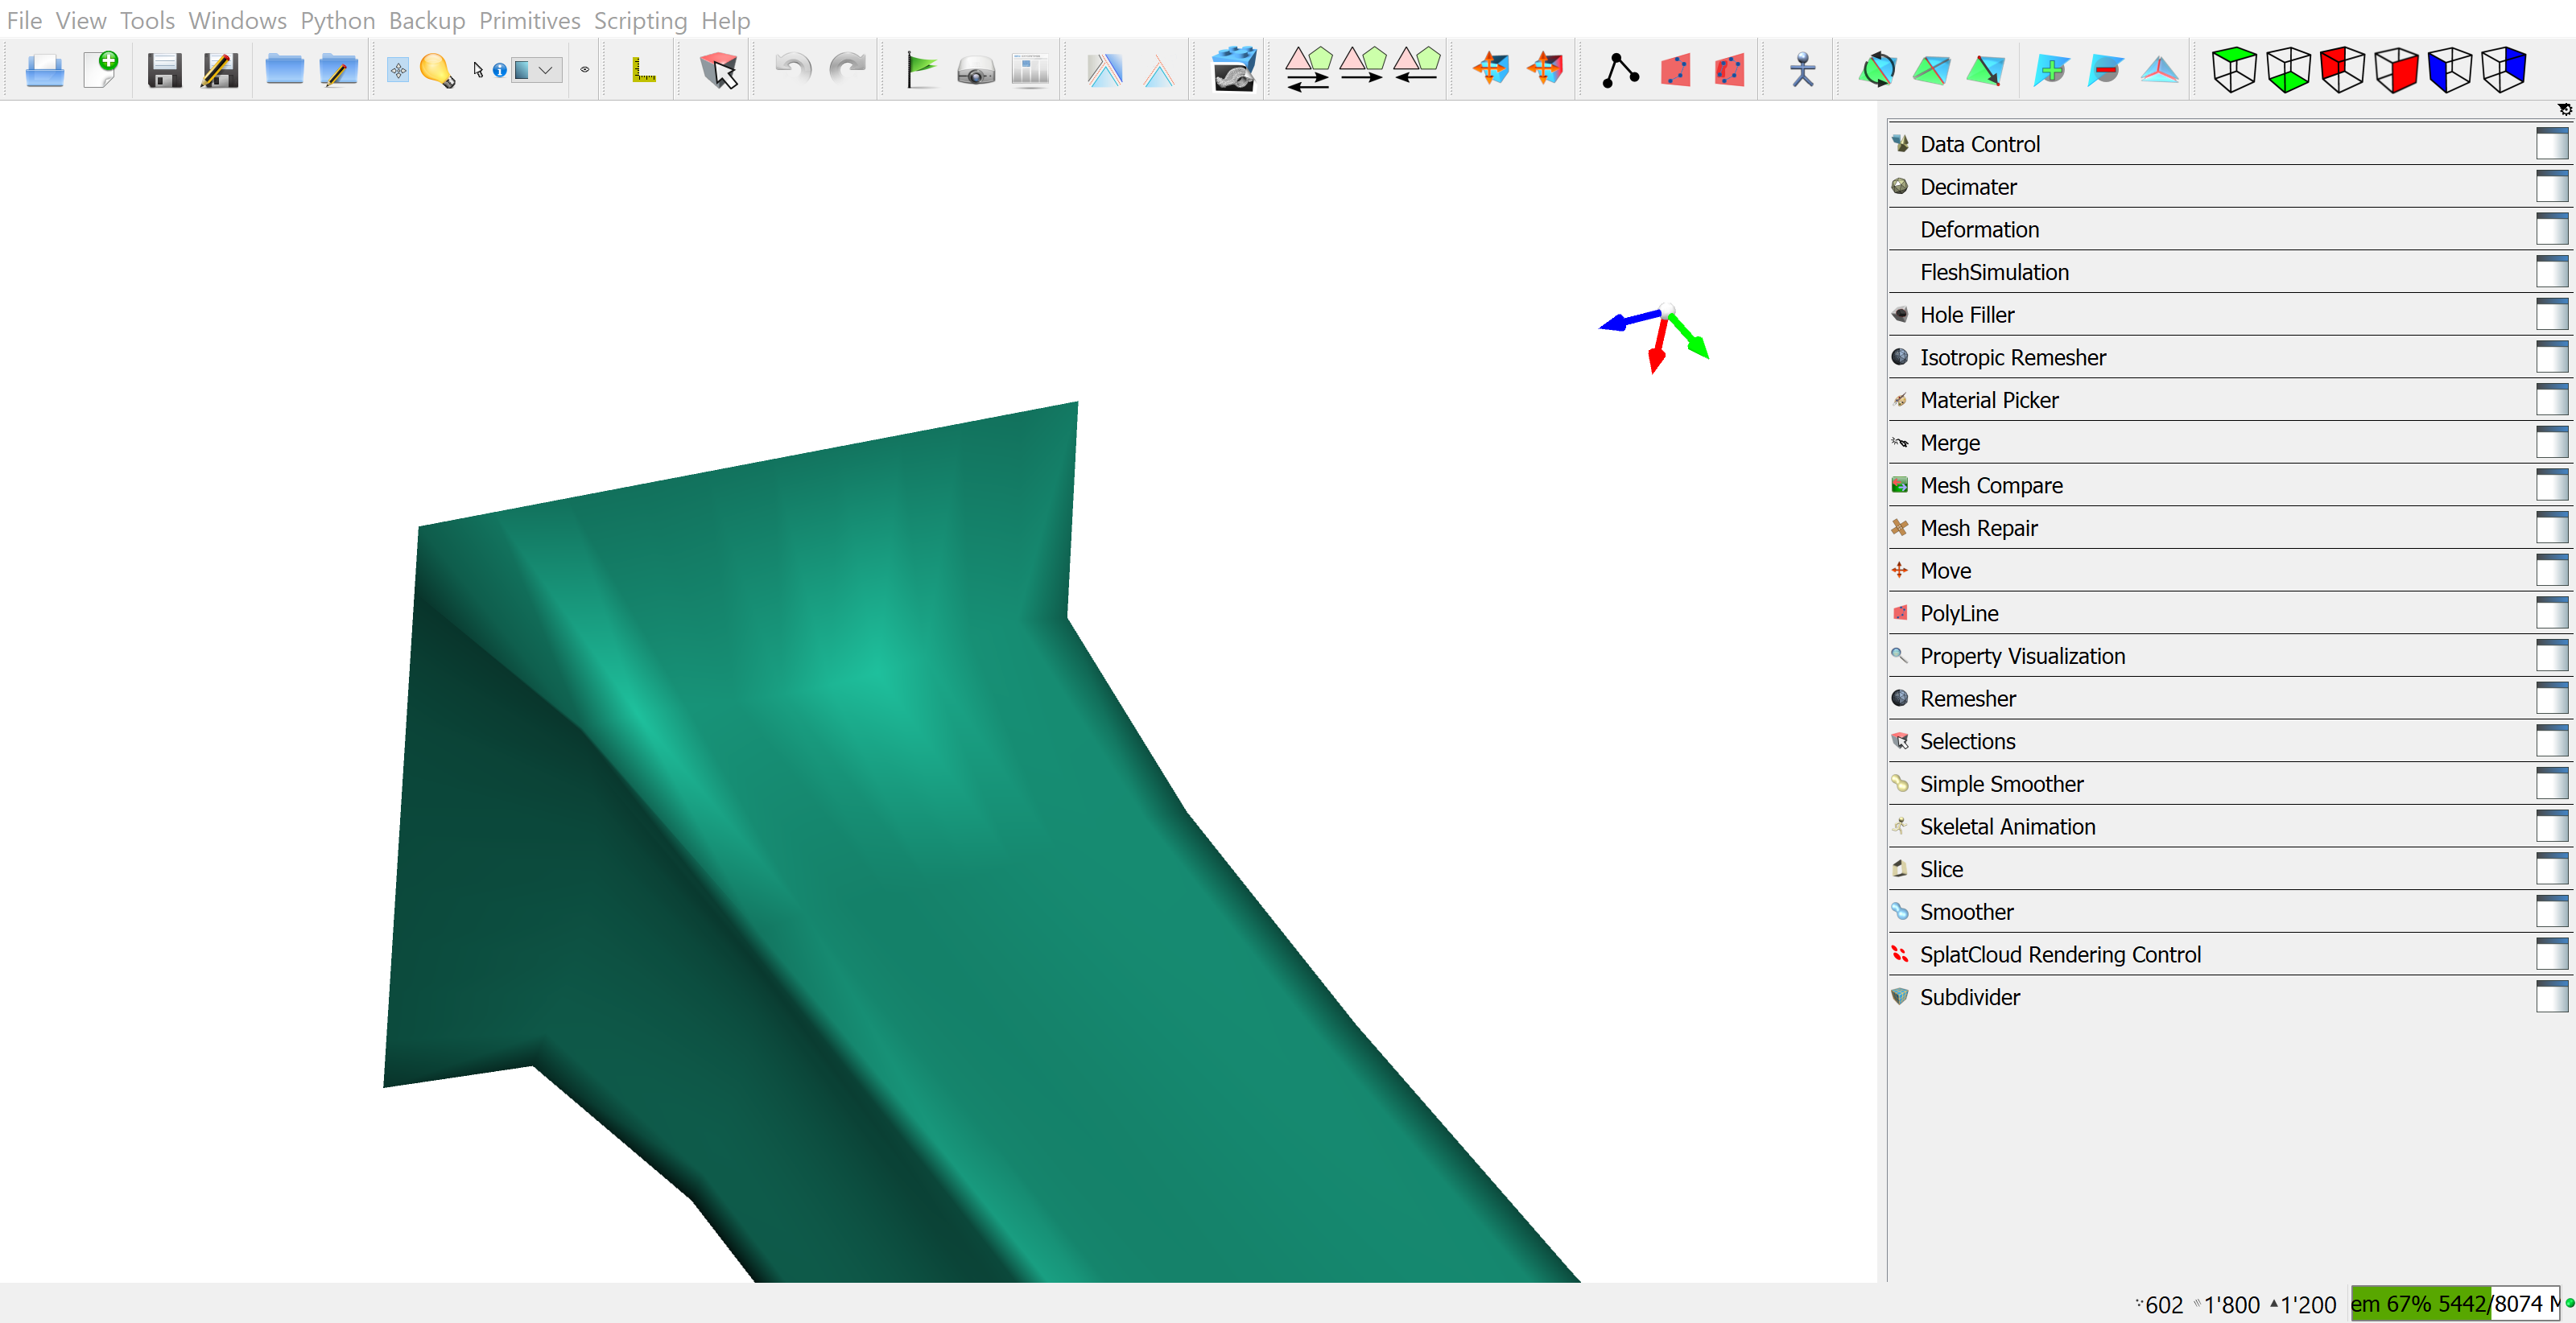 File View Tools Windows Python Backup Primitives Scripting Help
Data Control
Decimater
Deformation
FleshSimulation
Hole Filler
Isotropic Remesher
Material Picker
Merge
Mesh Compare
Mesh Repair
Move
PolyLine
Property Visualization
Remesher
Selections
Simple Smoother
Skeletal Animation
Slice
Smoother
SplatCloud Rendering Control
Subdivider
602 1'800 1'200 em 67% 5442/8074 M